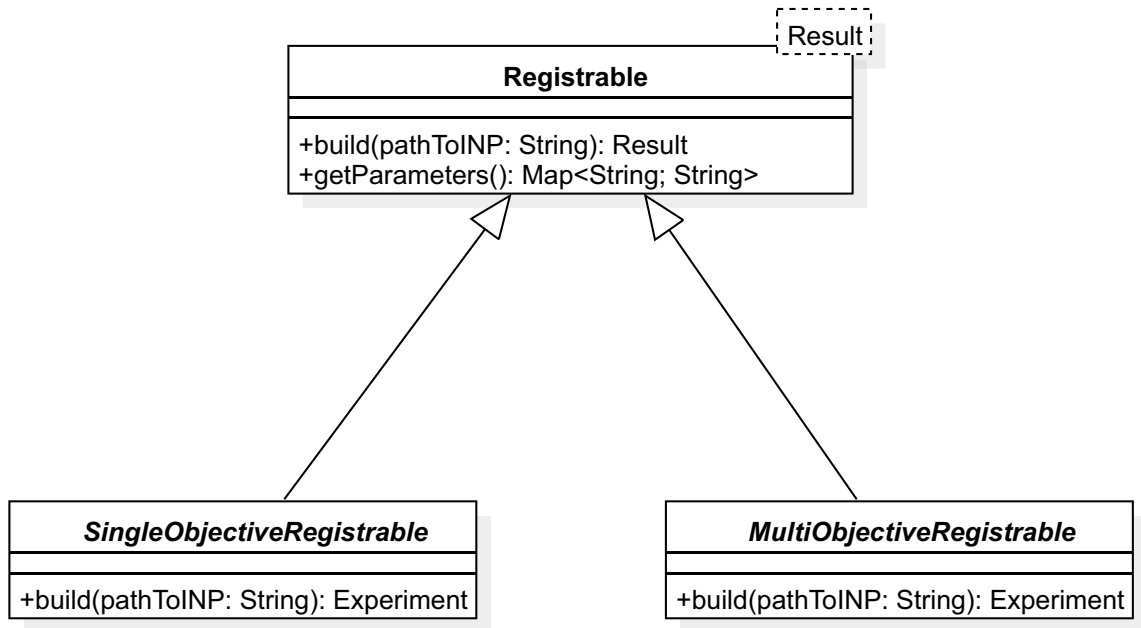 Result
Registrable
+build(pathToINP: String): Result
+getParameters(): Map<String; String>
SingleObjectiveRegistrable
+build(pathToINP: String): Experiment
MultiObjectiveRegistrable
+build(pathToINP: String): Experiment